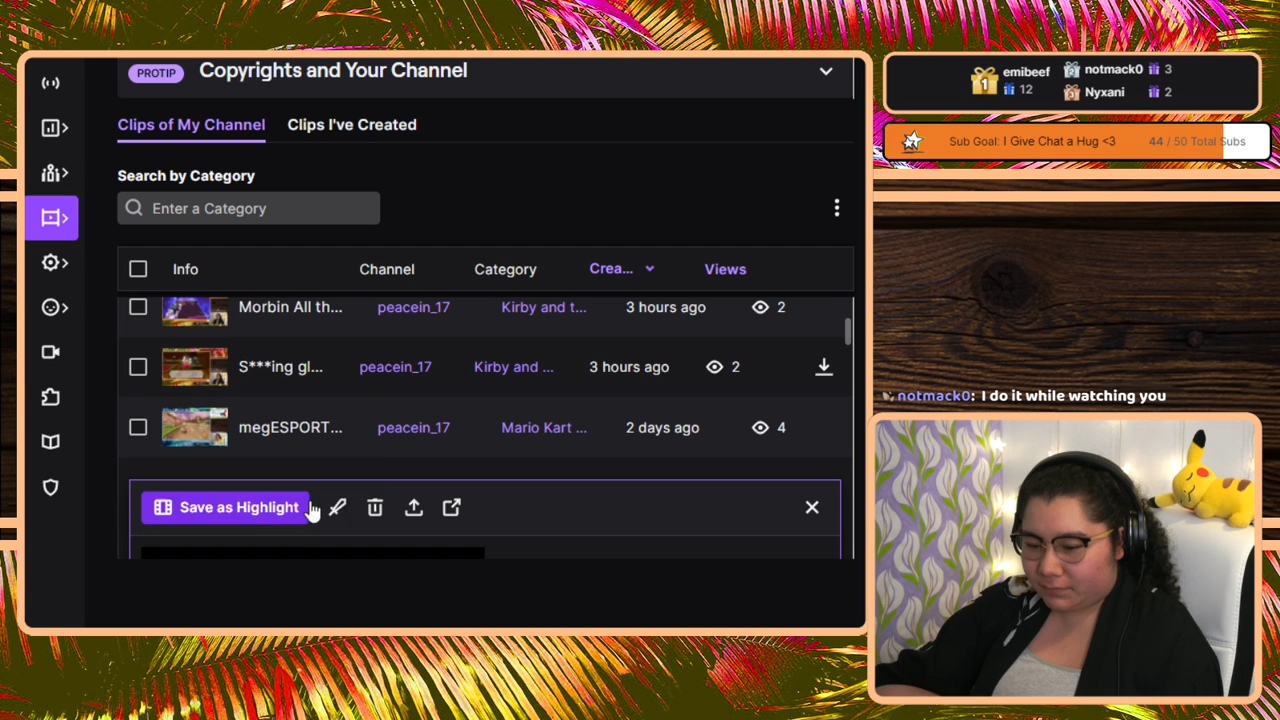 PROTIP Copyrights and Your Channel
Clips of My Channel Clips I've Created
Search by Category
Enter a Category
Info Channel Category Crea... Views
Morbin All th... peacein_17 Kirby and t... 3 hours ago 2
S***ing gl... peacein_17 Kirby and ... 3 hours ago 2
megESPORT... peacein_17 Mario Kart ... 2 days ago 4
Save as Highlight
1 emibeef 12
2 notmack0 3
3 Nyxani 2
Sub Goal: I Give Chat a Hug <3 44 / 50 Total Subs
notmack0: I do it while watching you